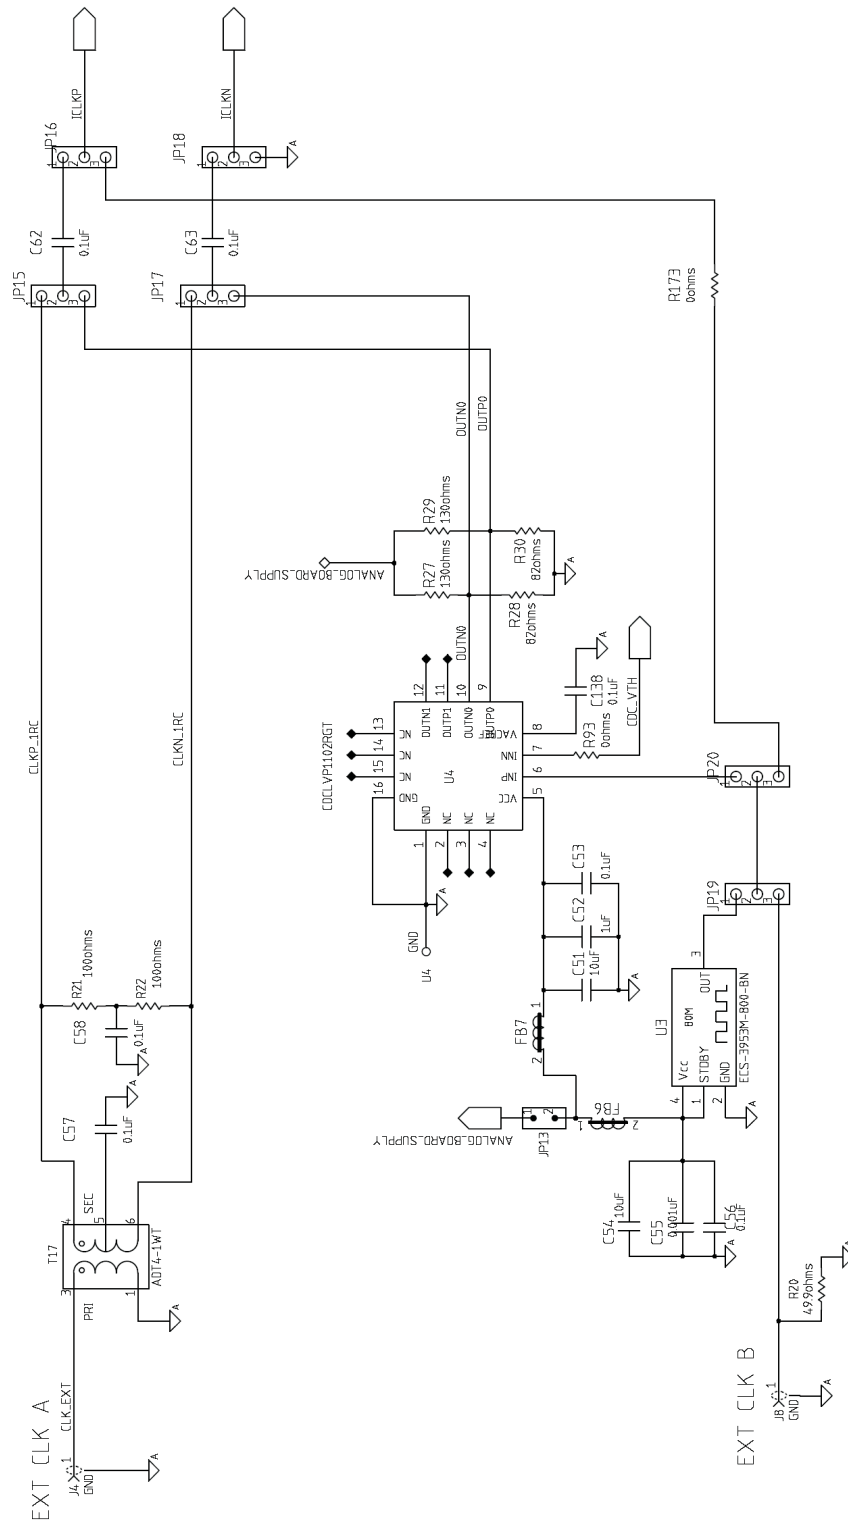 ICLKP
ICLKN
JP16
1
2
3
JP18
1
2
3
A
C62
0.1uF
C63
0.1uF
JP15
1
2
3
JP17
1
2
3
R173
0ohms
OUTN0
OUTP0
R29
130ohms
R27
130ohms
R30
82ohms
R28
82ohms
A
ANALOG_BOARD_SUPPLY
OUTN0
CLKP_1RC
CLKN_1RC
CDCLVP1102RGT
U4
12
11
10
9
OUTN1
OUTP1
OUTN0
OUTP0
13
14
15
16
NC
NC
NC
GND
8
7
6
5
VACREF
INN
INP
VCC
GND
NC
NC
NC
1
2
3
4
C138
0.1uF
A
R93
0ohms
CDC_VTH
JP20
1
2
3
JP19
1
2
3
A
GND
U4
C53
0.1uF
C52
1uF
C51
10uF
A
FB7
1
2
R21
100ohms
R22
100ohms
C58
0.1uF
A
C57
0.1uF
A
U3
80M
OUT
3
Vcc
STDBY
GND
4
1
2
ECS-3953M-800-BN
A
ANALOG_BOARD_SUPPLY
JP13
1
2
FB6
1
2
C54
10uF
C55
0.001uF
C56
0.1uF
A
T17
ADT4-1WT
SEC
PRI
4
5
6
3
1
A
R20
49.9ohms
A
EXT CLK A
CLK_EXT
J4
1
GND
A
EXT CLK B
J8
1
GND
A